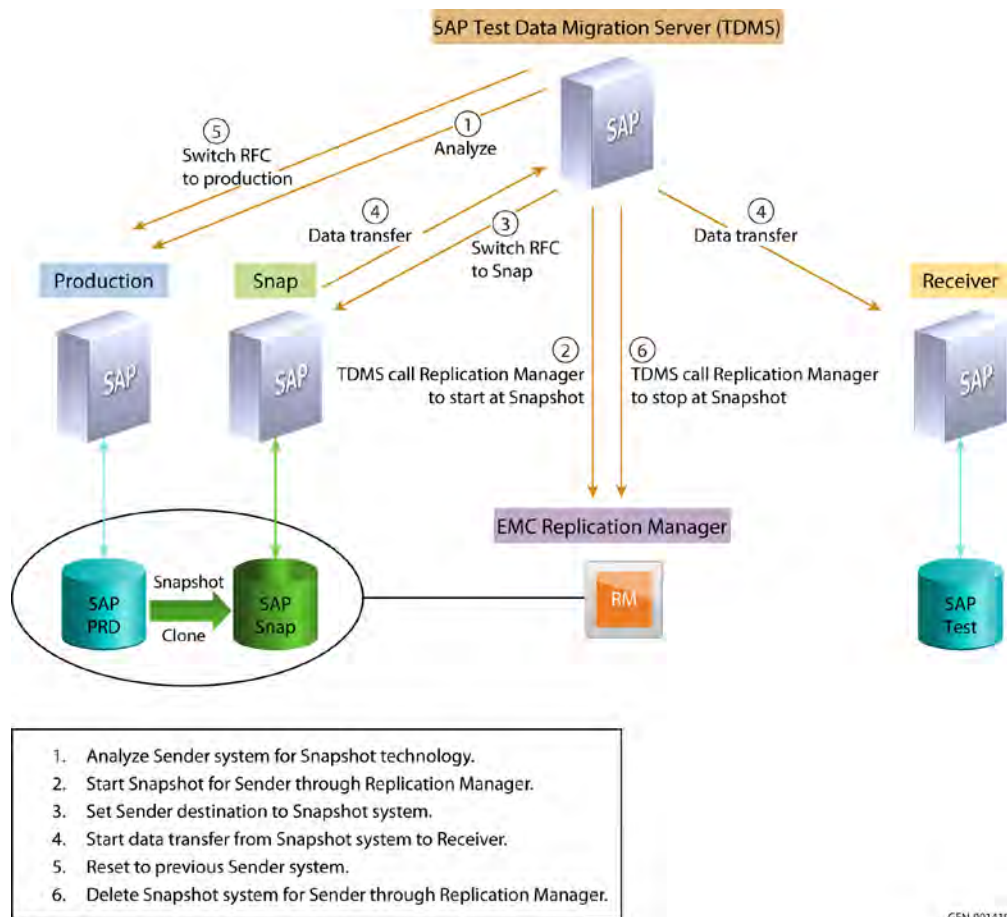 SAP Test Data Migration Server (TDMS)
SAP
5
Switch RFC
to production
1
Analyze
4
Data transfer
3
Switch RFC
to Snap
4
Data transfer
Production
Snap
Receiver
SAP
SAP
SAP
2
TDMS call Replication Manager
to start at Snapshot
6
TDMS call Replication Manager
to stop at Snapshot
EMC Replication Manager
SAP
PRD
Snapshot
Clone
SAP
Snap
RM
SAP
Test
1. Analyze Sender system for Snapshot technology.
2. Start Snapshot for Sender through Replication Manager.
3. Set Sender destination to Snapshot system.
4. Start data transfer from Snapshot system to Receiver.
5. Reset to previous Sender system.
6. Delete Snapshot system for Sender through Replication Manager.